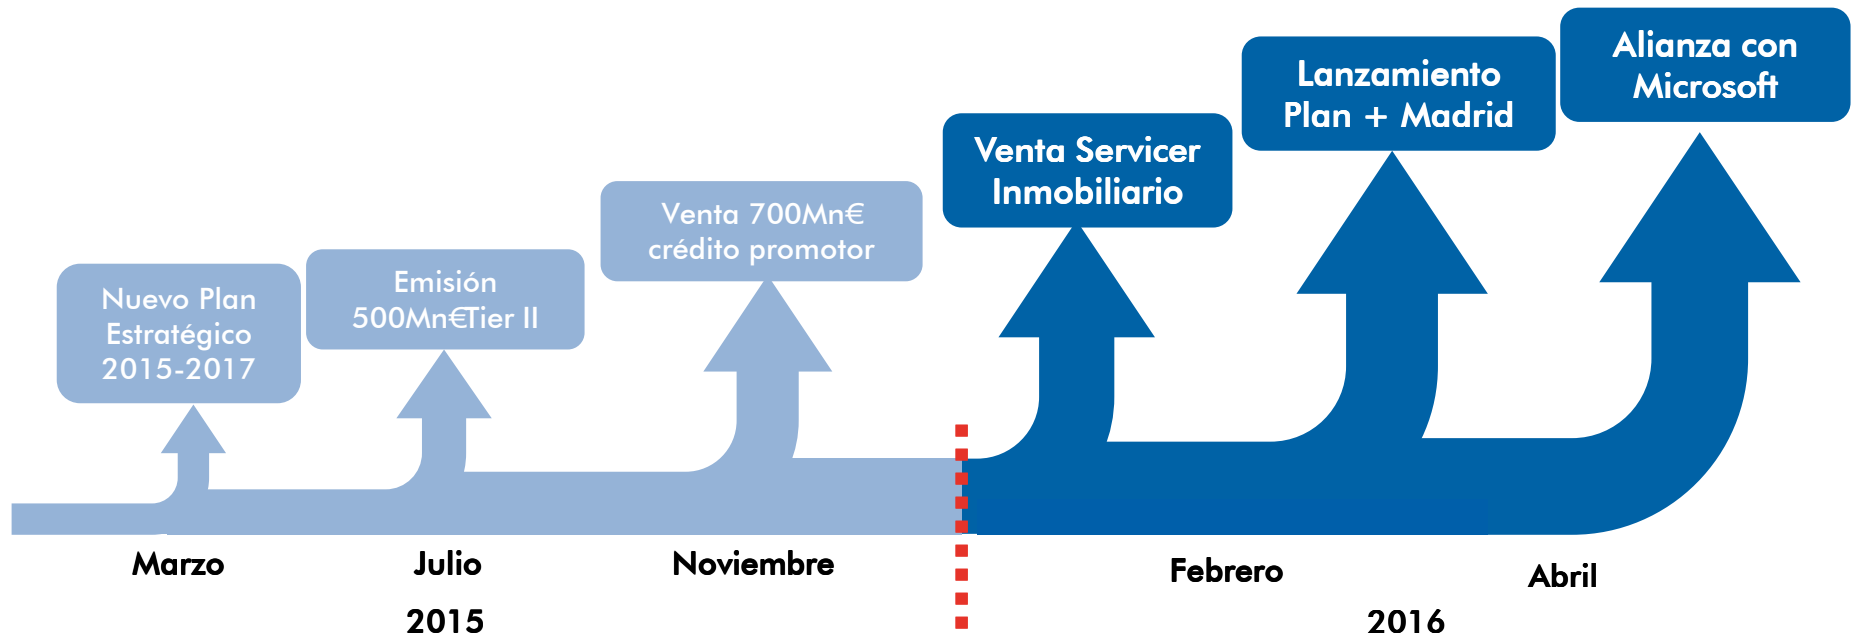 Nuevo Plan
Estratégico
2015-2017
Emisión
500Mn€Tier II
Venta 700Mn€
crédito promotor
Venta Servicer
Inmobiliario
Lanzamiento
Plan + Madrid
Alianza con
Microsoft
Marzo
Julio
Noviembre
Febrero
Abril
2015
2016